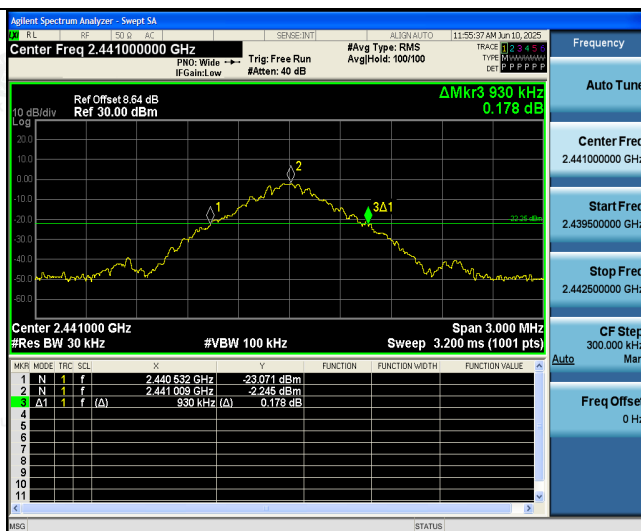 Agilent Spectrum Analyzer - Swept SA
LXI RL RF 50 Ω AC SENSE:INT ALIGN AUTO 11:55:37 AM Jun 10, 2025
Center Freq 2.441000000 GHz
PNO: Wide
IFGain:Low
Trig: Free Run
#Atten: 40 dB
#Avg Type: RMS
Avg|Hold: 100/100
TRACE 1 2 3 4 5 6
TYPE M W W W W W
DET P P P P P P
ΔMkr3 930 kHz
0.178 dB
Ref Offset 8.64 dB
Ref 30.00 dBm
10 dB/div
Log
20.0
10.0
0.00
-10.0
-20.0
-30.0
-40.0
-50.0
-60.0
1
2
3Δ1
-22.25 dBm
Center 2.441000 GHz
Span 3.000 MHz
#Res BW 30 kHz
#VBW 100 kHz
Sweep 3.200 ms (1001 pts)
MKR MODE TRC SCL X Y FUNCTION FUNCTION WIDTH FUNCTION VALUE
1 N 1 f 2.440 532 GHz -23.071 dBm
2 N 1 f 2.441 009 GHz -2.245 dBm
3 Δ1 1 f (Δ) 930 kHz (Δ) 0.178 dB
4
5
6
7
8
9
10
11
MSG
STATUS
Frequency
Auto Tune
Center Freq
2.441000000 GHz
Start Freq
2.439500000 GHz
Stop Freq
2.442500000 GHz
CF Step
300.000 kHz
Auto Man
Freq Offset
0 Hz